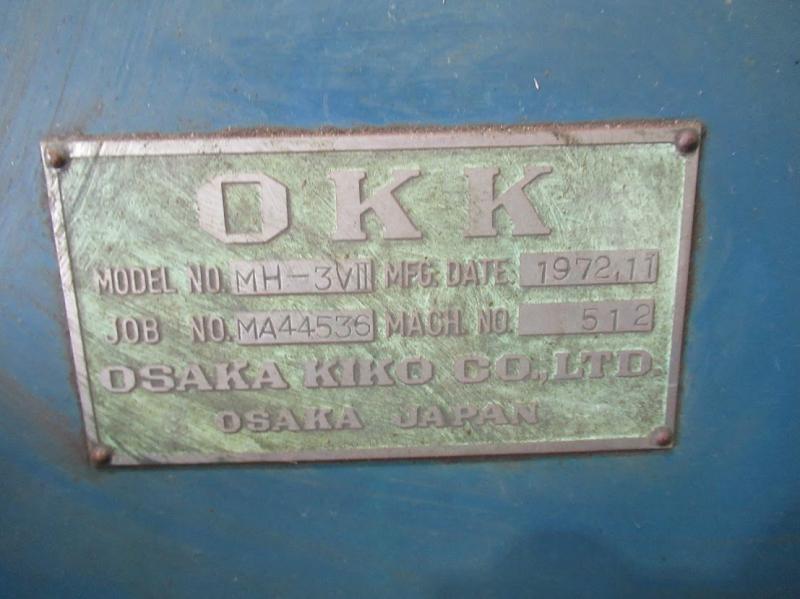 OKK
MODEL NO. MH-3VII MFG. DATE. 1972,11
JOB NO. MA44536 MACH. NO. 512
OSAKA KIKO CO.,LTD.
OSAKA JAPAN